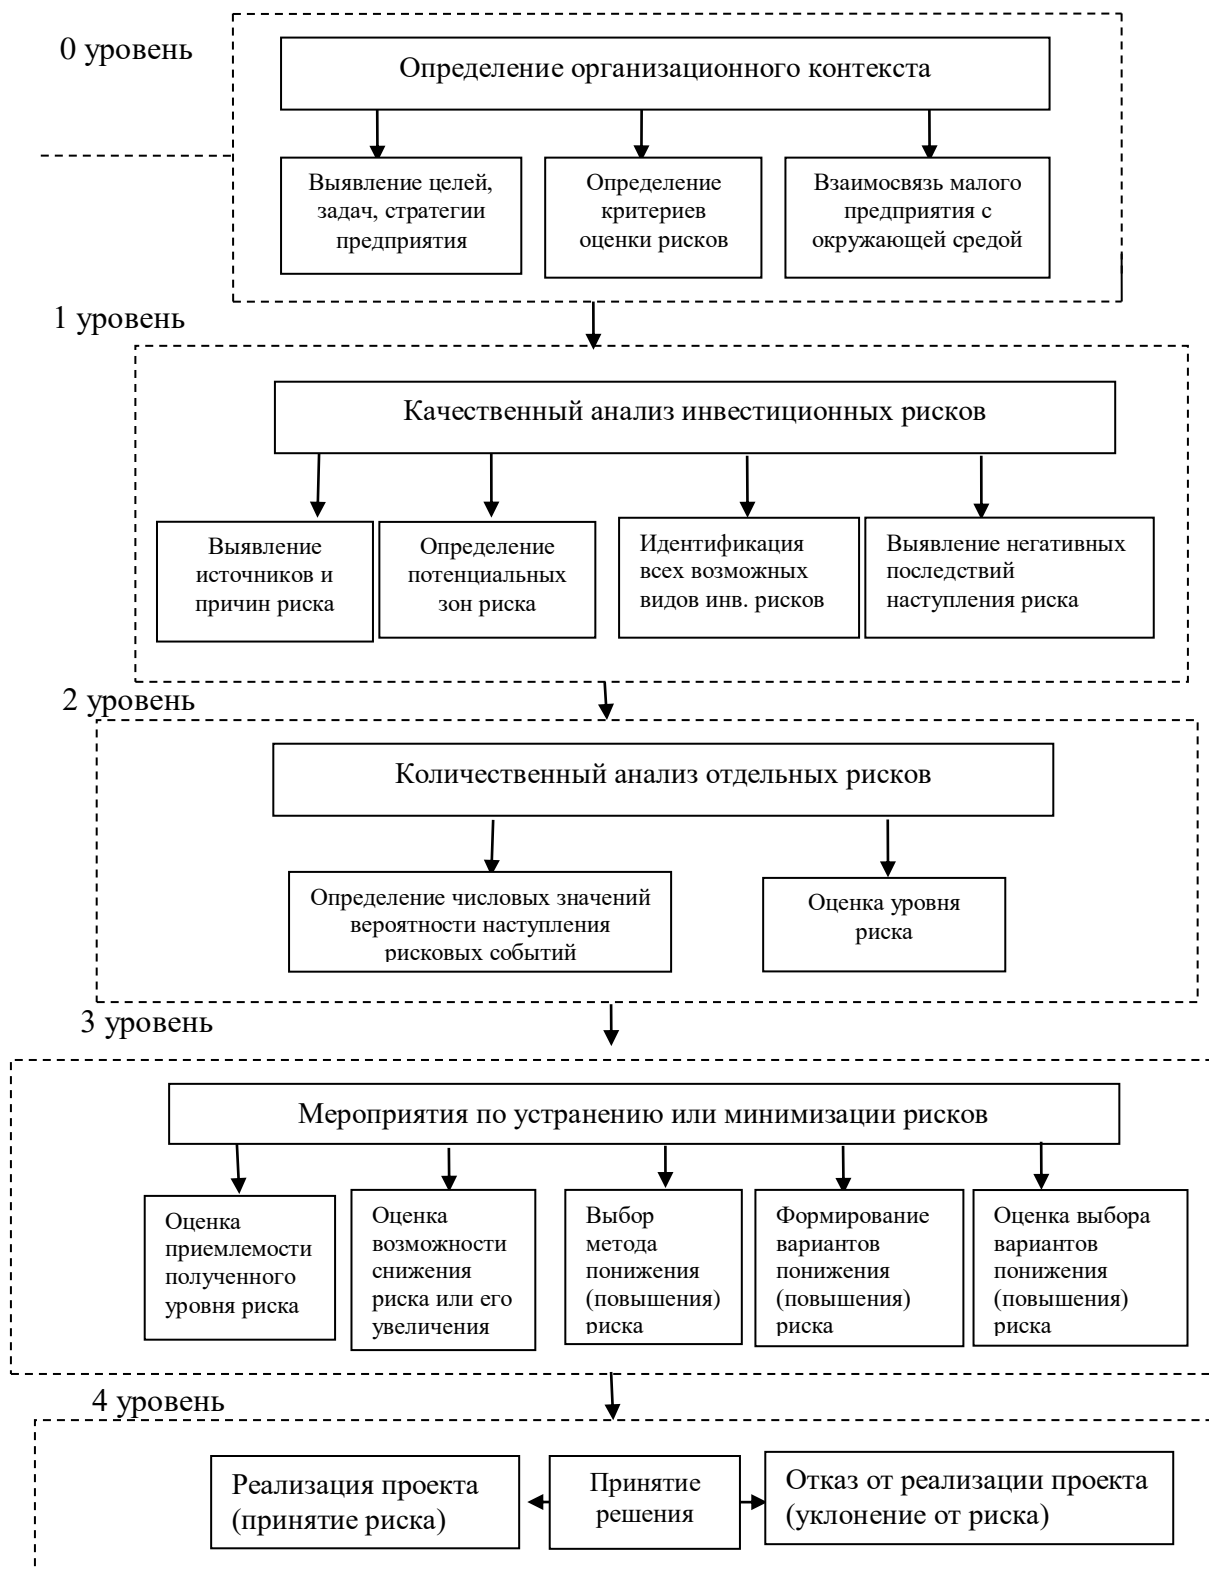 0 уровень
Определение организационного контекста
Выявление целей,
задач, стратегии
предприятия
Определение
критериев
оценки рисков
Взаимосвязь малого
предприятия с
окружающей средой
1 уровень
Качественный анализ инвестиционных рисков
Выявление
источников и
причин риска
Определение
потенциальных
зон риска
Идентификация
всех возможных
видов инв. рисков
Выявление негативных
последствий
наступления риска
2 уровень
Количественный анализ отдельных рисков
Определение числовых значений
вероятности наступления
рисковых событий
Оценка уровня
риска
3 уровень
Мероприятия по устранению или минимизации рисков
Оценка
приемлемости
полученного
уровня риска
Оценка
возможности
снижения
риска или его
увеличения
Выбор
метода
понижения
(повышения)
риска
Формирование
вариантов
понижения
(повышения)
риска
Оценка выбора
вариантов
понижения
(повышения)
риска
4 уровень
Реализация проекта
(принятие риска)
Принятие
решения
Отказ от реализации проекта
(уклонение от риска)